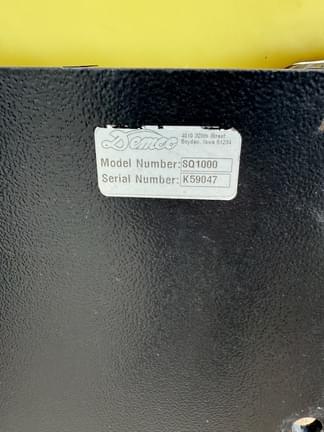 Demco
4010 320th Street
Boyden, Iowa 51234
Model Number: SQ1000
Serial Number: K59047